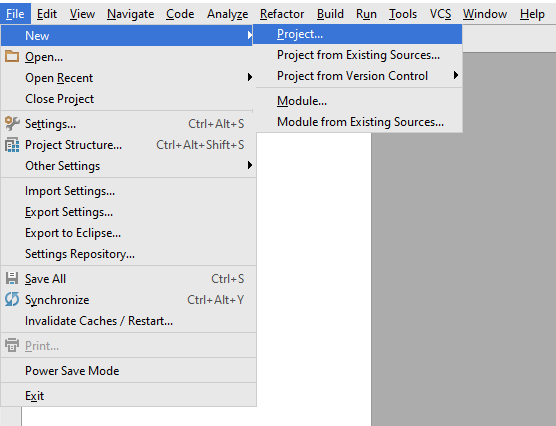 File Edit View Navigate Code Analyze Refactor Build Run Tools VCS Window Help
New
Open...
Open Recent
Close Project
Settings... Ctrl+Alt+S
Project Structure... Ctrl+Alt+Shift+S
Other Settings
Import Settings...
Export Settings...
Export to Eclipse...
Settings Repository...
Save All Ctrl+S
Synchronize Ctrl+Alt+Y
Invalidate Caches / Restart...
Print...
Power Save Mode
Exit
Project...
Project from Existing Sources...
Project from Version Control
Module...
Module from Existing Sources...